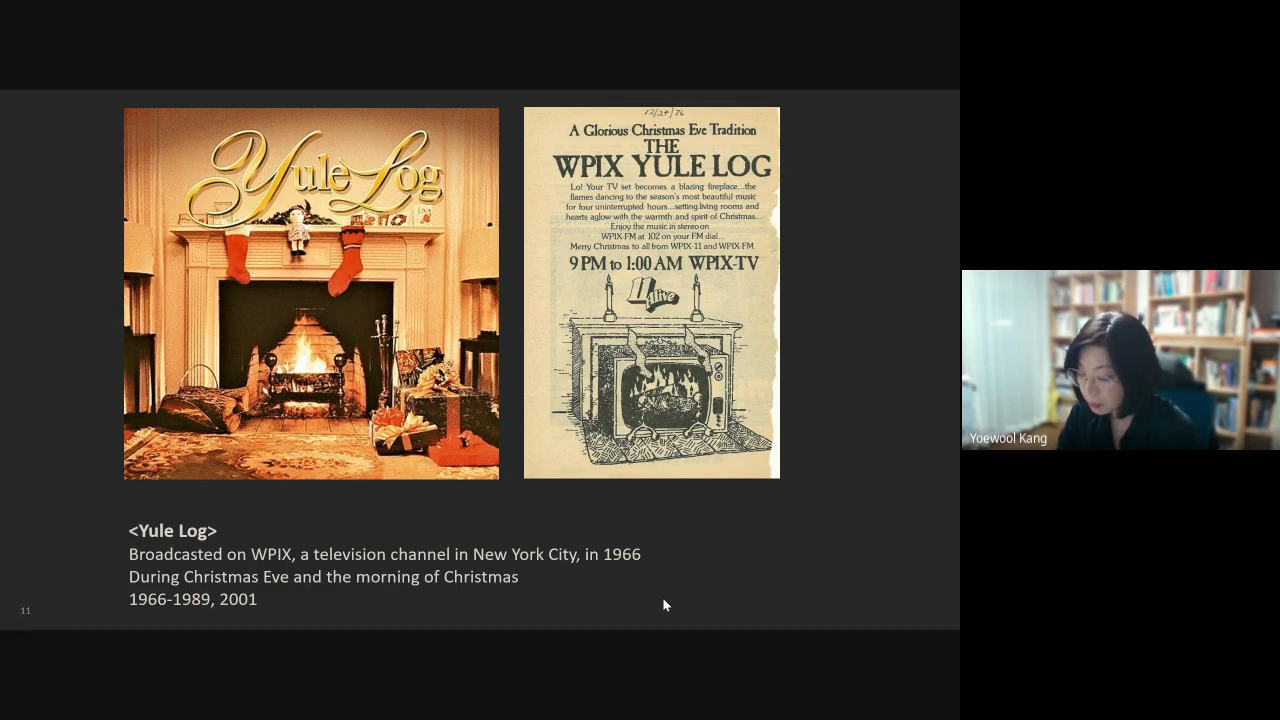 Yule Log
12/24/76
A Glorious Christmas Eve Tradition
THE
WPIX YULE LOG
Lo! Your TV set becomes a blazing fireplace...the
flames dancing to the season's most beautiful music
for four uninterrupted hours...setting living rooms and
hearts aglow with the warmth and spirit of Christmas...
Enjoy the music in stereo on
WPIX-FM at 102 on your FM dial...
Merry Christmas to all from WPIX-11 and WPIX-FM.
9 PM to 1:00 AM WPIX-TV
11 Alive
<Yule Log>
Broadcasted on WPIX, a television channel in New York City, in 1966
During Christmas Eve and the morning of Christmas
1966-1989, 2001
11
Yoewool Kang